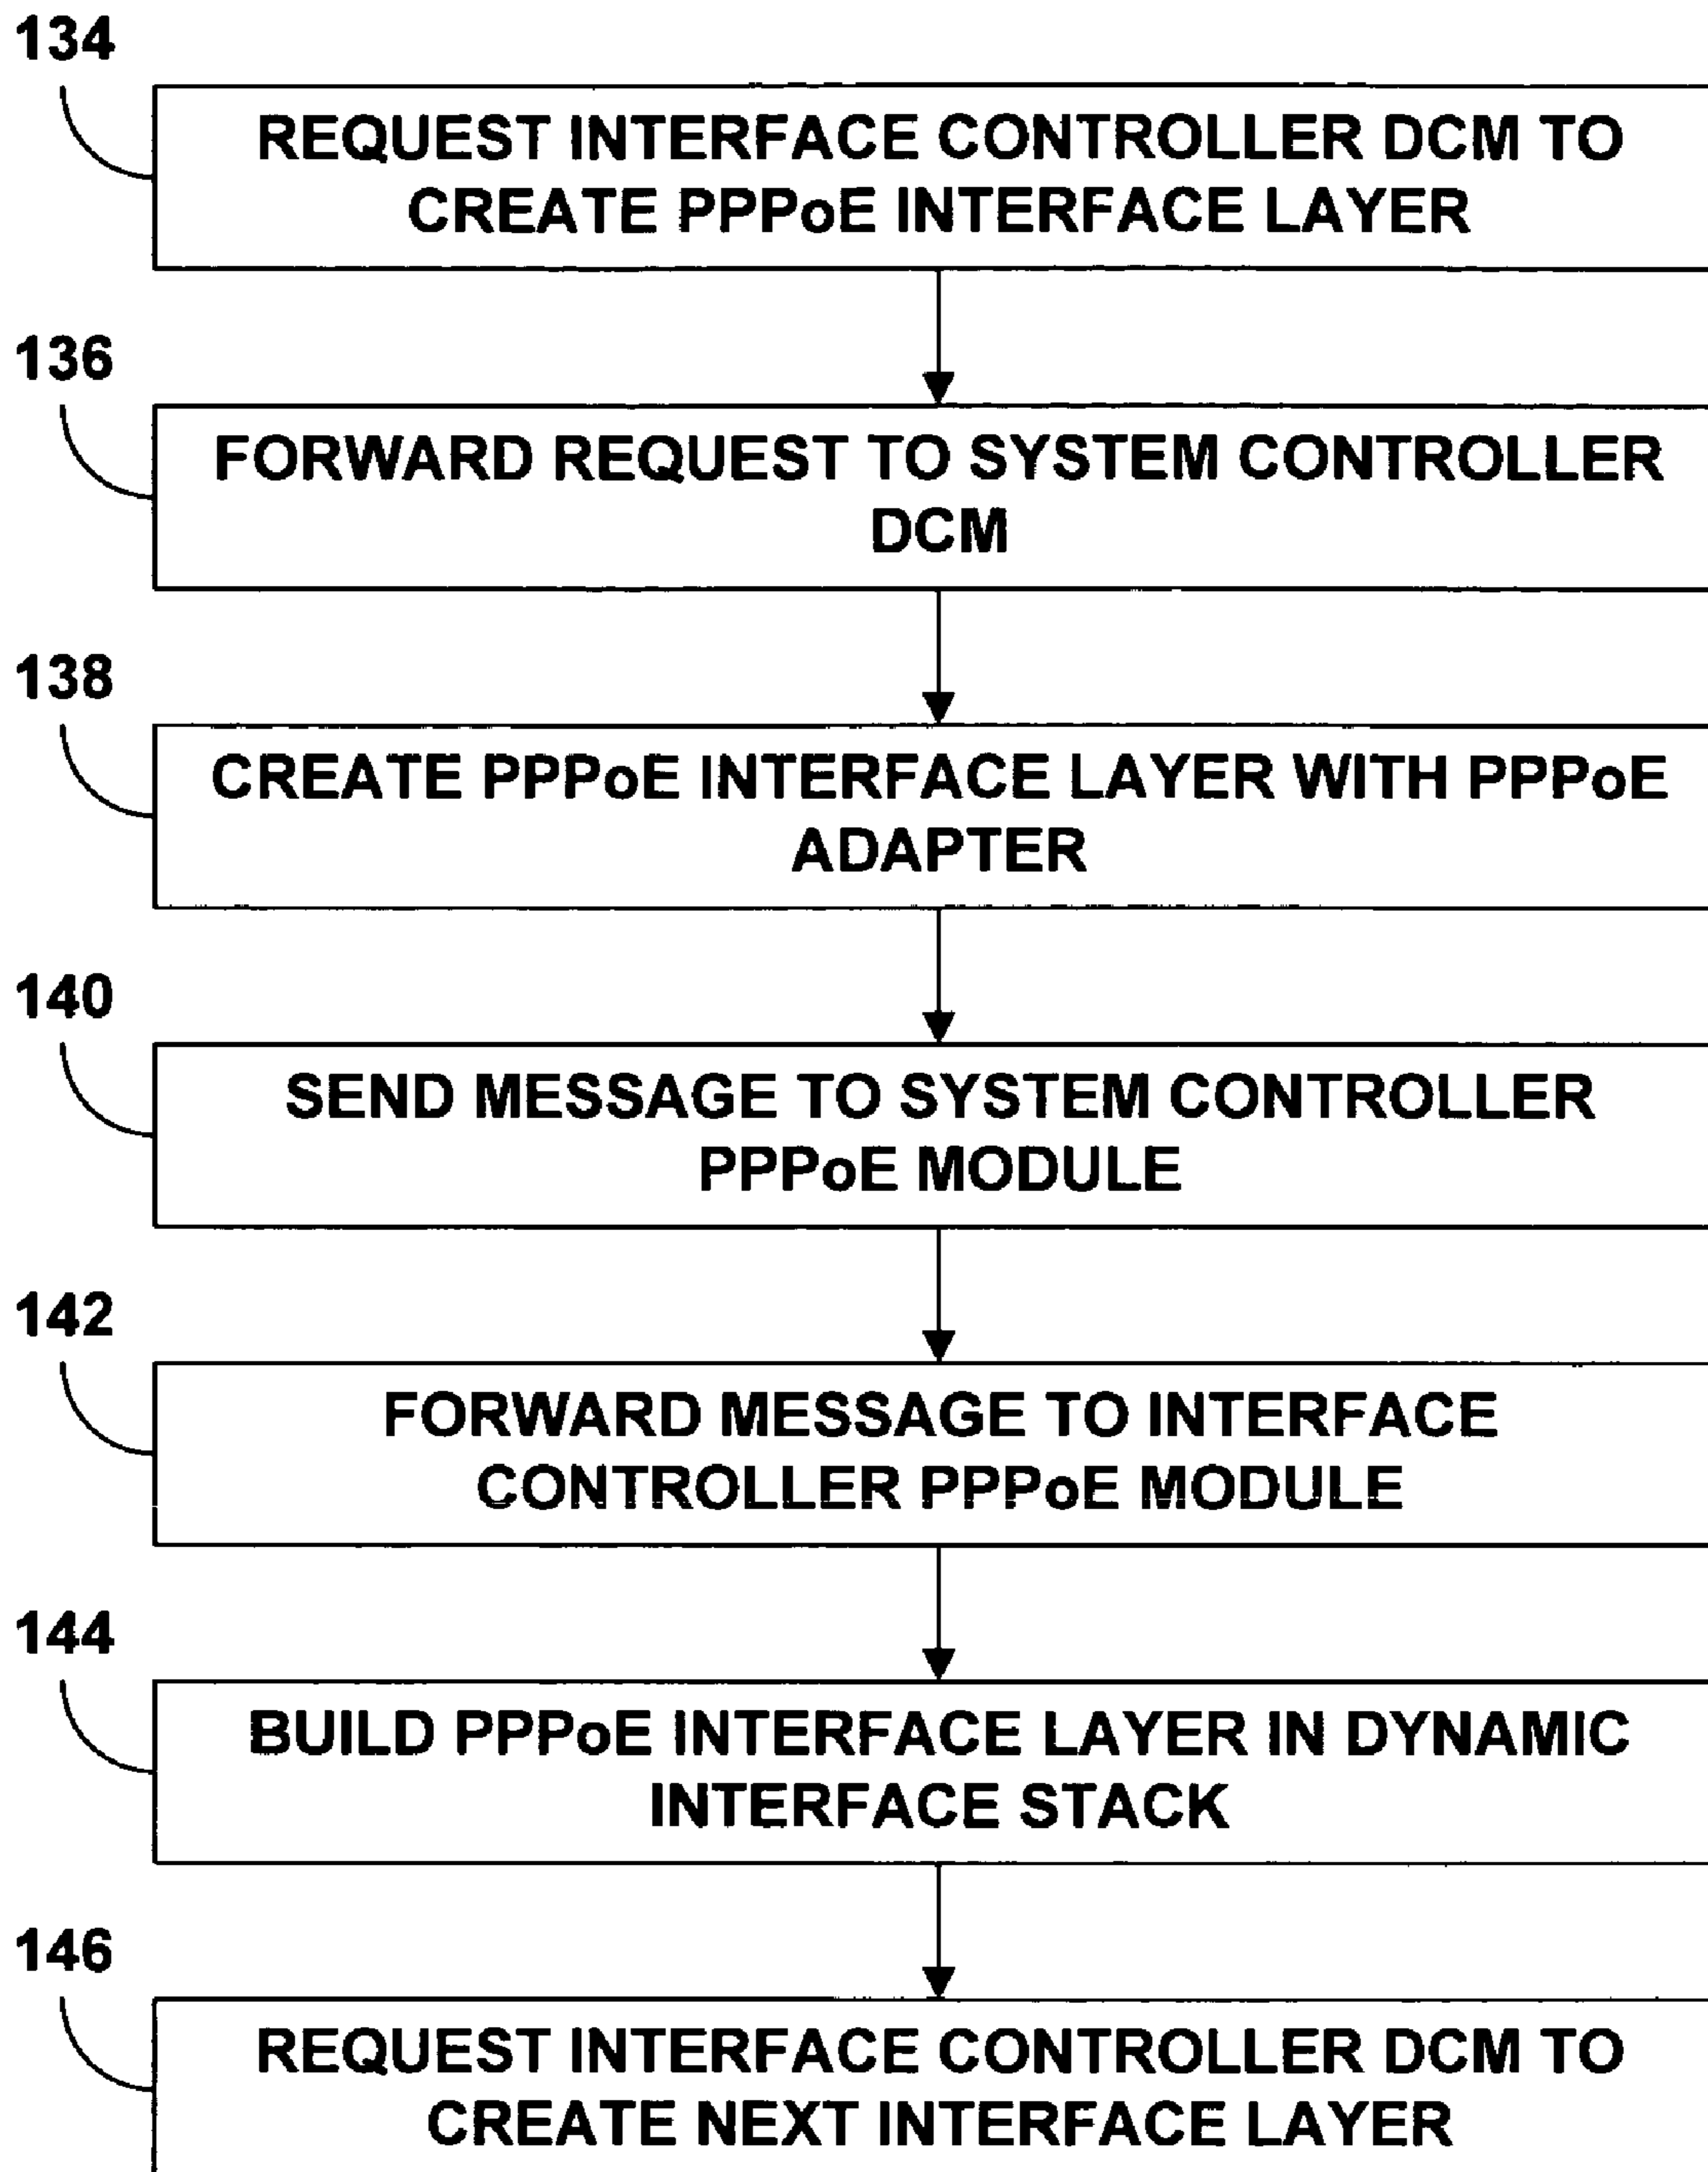 134
REQUEST INTERFACE CONTROLLER DCM TO
CREATE PPPoE INTERFACE LAYER
136
FORWARD REQUEST TO SYSTEM CONTROLLER
DCM
138
CREATE PPPoE INTERFACE LAYER WITH PPPoE
ADAPTER
140
SEND MESSAGE TO SYSTEM CONTROLLER
PPPoE MODULE
142
FORWARD MESSAGE TO INTERFACE
CONTROLLER PPPoE MODULE
144
BUILD PPPoE INTERFACE LAYER IN DYNAMIC
INTERFACE STACK
146
REQUEST INTERFACE CONTROLLER DCM TO
CREATE NEXT INTERFACE LAYER